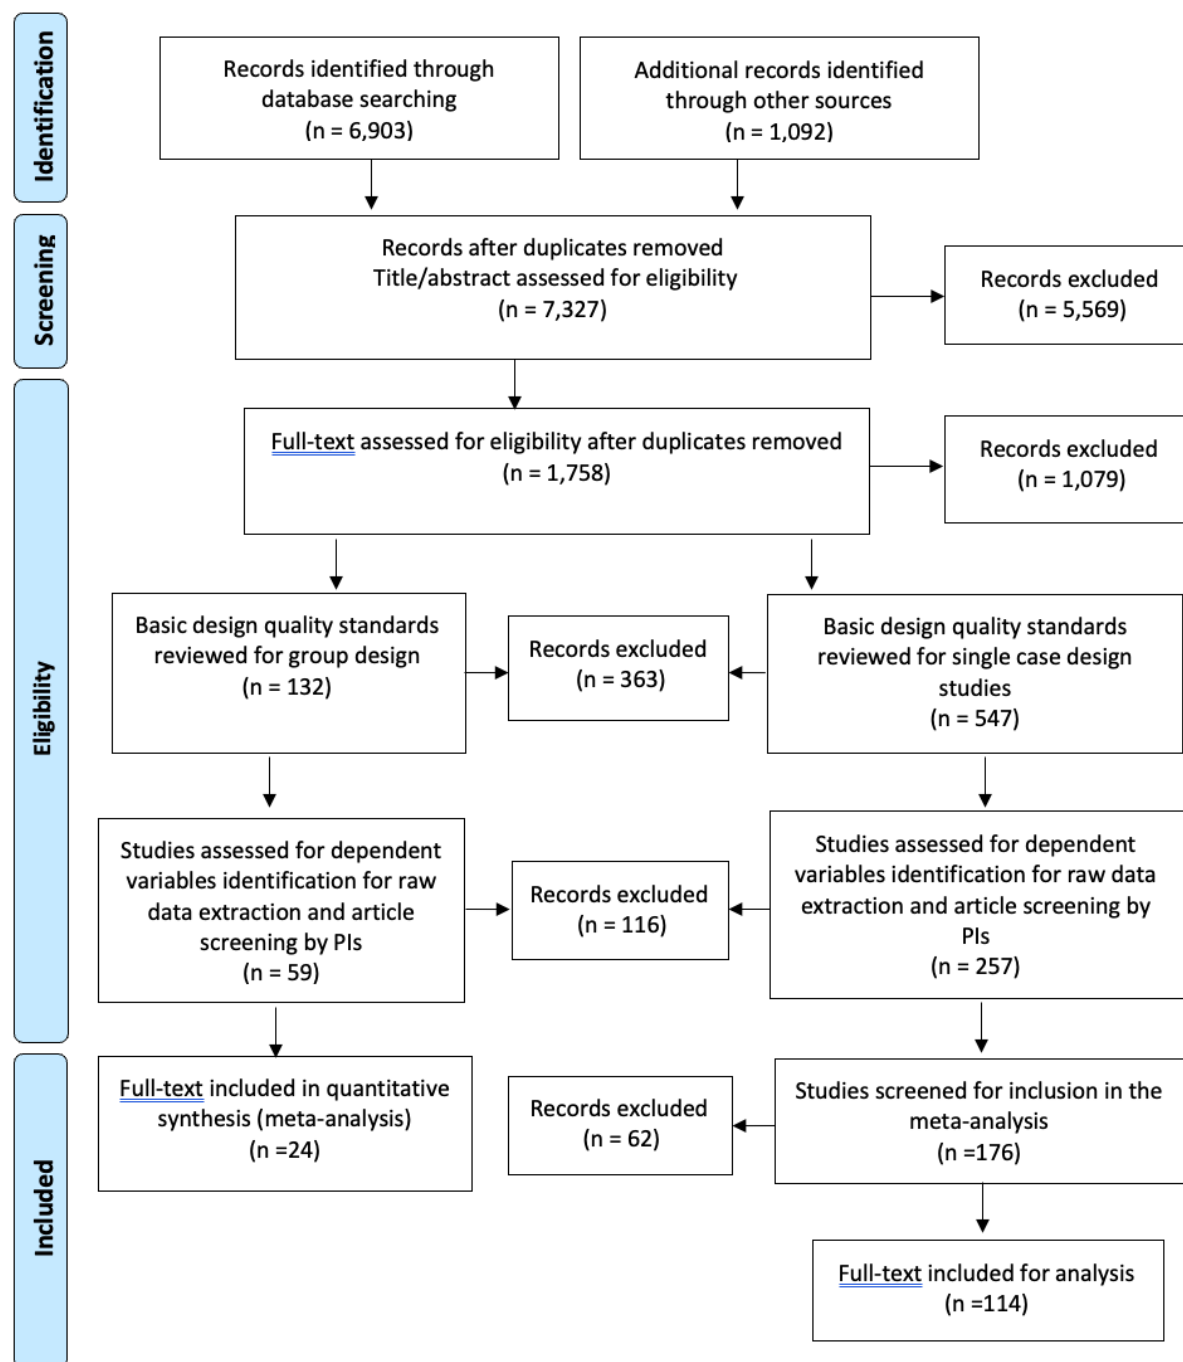 Identification
Records identified through
database searching
(n = 6,903)
Additional records identified
through other sources
(n = 1,092)
Screening
Records after duplicates removed
Title/abstract assessed for eligibility
(n = 7,327)
Records excluded
(n = 5,569)
Eligibility
Full-text assessed for eligibility after duplicates removed
(n = 1,758)
Records excluded
(n = 1,079)
Basic design quality standards
reviewed for group design
(n = 132)
Records excluded
(n = 363)
Basic design quality standards
reviewed for single case design
studies
(n = 547)
Studies assessed for dependent
variables identification for raw
data extraction and article
screening by PIs
(n = 59)
Records excluded
(n = 116)
Studies assessed for dependent
variables identification for raw data
extraction and article screening by
PIs
(n = 257)
Included
Full-text included in quantitative
synthesis (meta-analysis)
(n =24)
Records excluded
(n = 62)
Studies screened for inclusion in the
meta-analysis
(n =176)
Full-text included for analysis
(n =114)